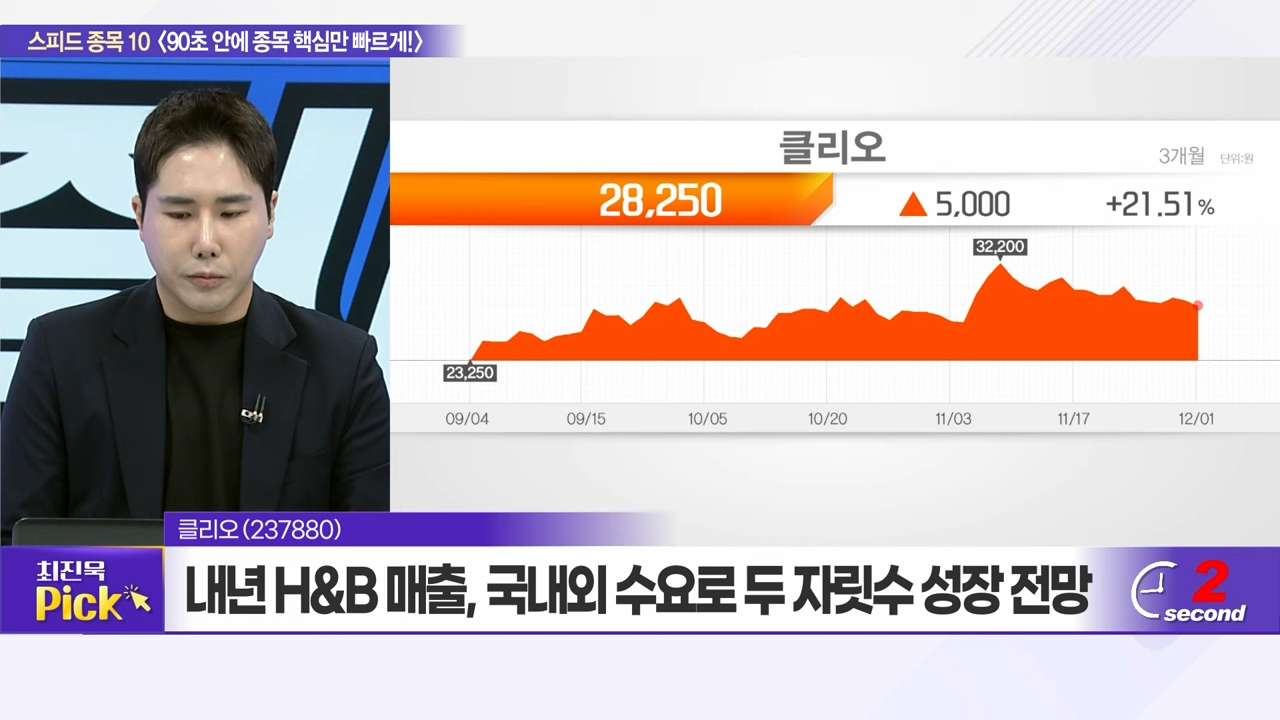 스피드 종목 10 〈90초 안에 종목 핵심만 빠르게!〉
클리오
3개월 단위:원
28,250 ▲ 5,000 +21.51%
32,200
23,250
09/04 09/15 10/05 10/20 11/03 11/17 12/01
클리오 (237880)
최진욱
Pick
내년 H&B 매출, 국내외 수요로 두 자릿수 성장 전망
2
second